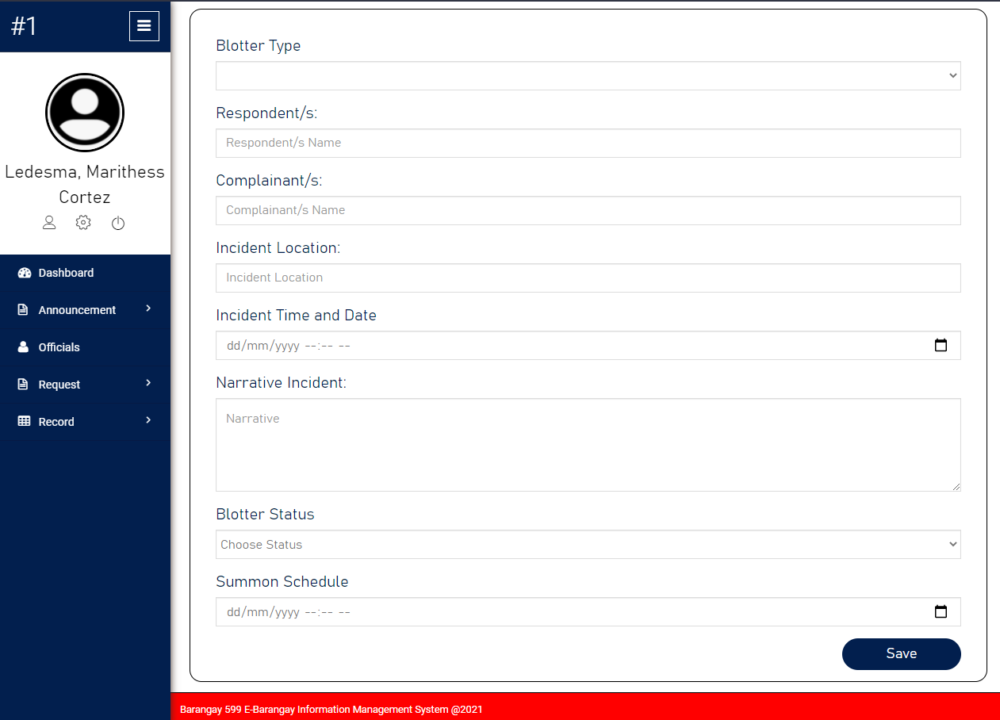 #1
Ledesma, Marithess
Cortez
Dashboard
Announcement
Officials
Request
Record
Blotter Type
Respondent/s:
Respondent/s Name
Complainant/s:
Complainant/s Name
Incident Location:
Incident Location
Incident Time and Date
dd/mm/yyyy --:-- --
Narrative Incident:
Narrative
Blotter Status
Choose Status
Summon Schedule
dd/mm/yyyy --:-- --
Save
Barangay 599 E-Barangay Information Management System @2021